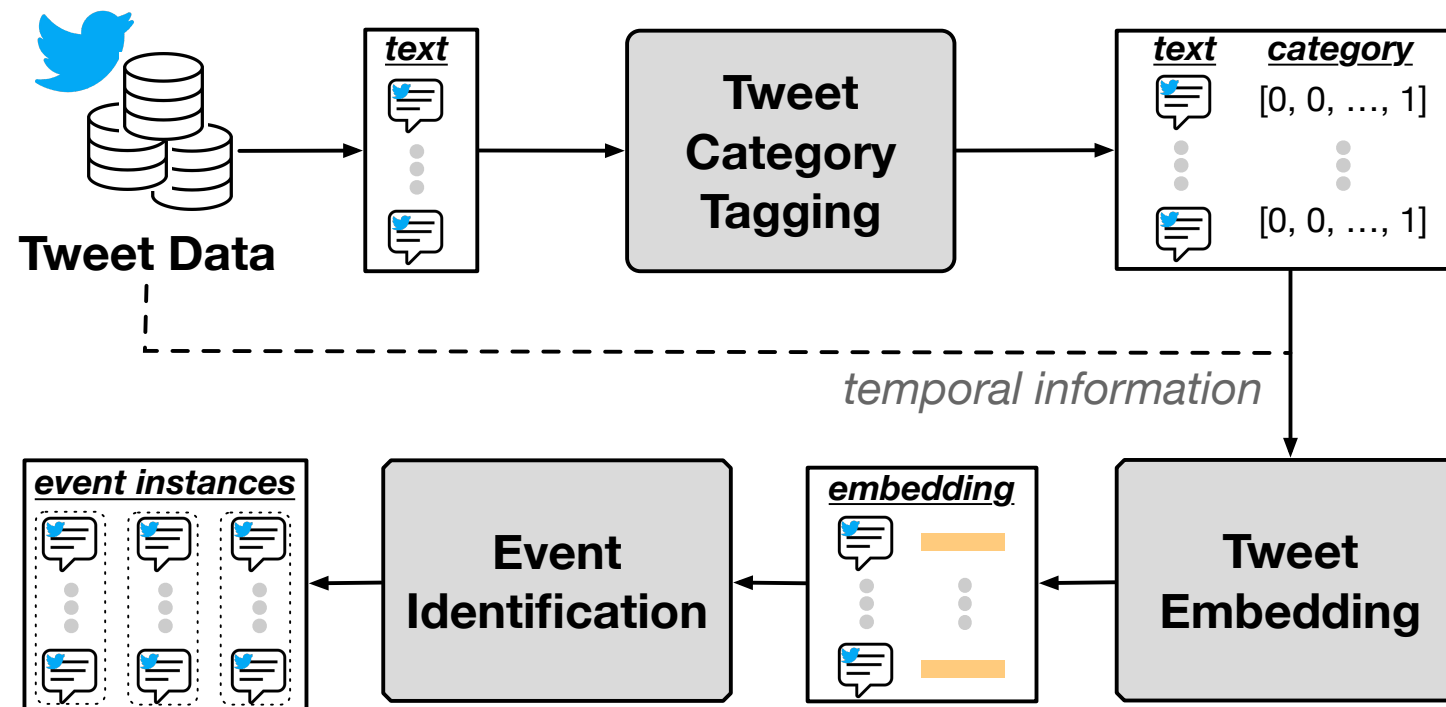 text
Tweet
Category
Tagging
text category
[0, 0, …, 1]
[0, 0, …, 1]
Tweet Data
temporal information
event instances
Event
Identification
embedding
Tweet
Embedding